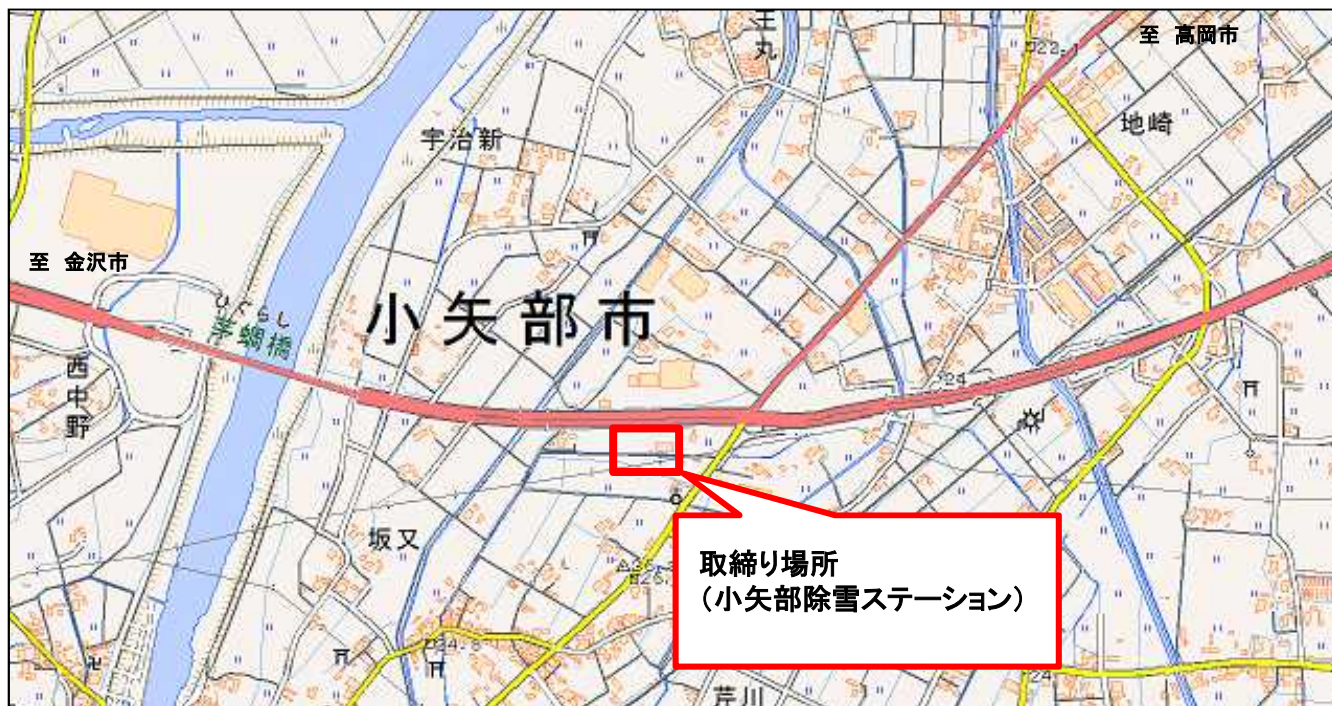 王丸
22.1
至 高岡市
地崎
宇治新
至 金沢市
ひぐらし
小矢部市
西中野
24
坂又
取締り場所
(小矢部除雪ステーション)
24
芹川